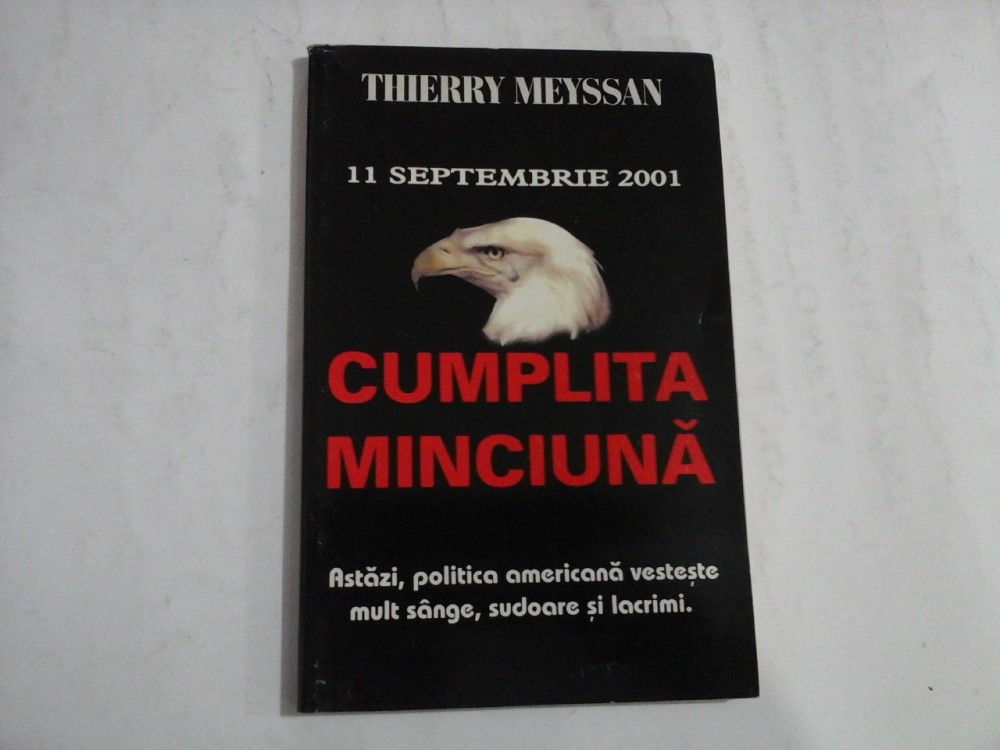 THIERRY MEYSSAN
11 SEPTEMBRIE 2001
CUMPLITA
MINCIUNĂ
Astăzi, politica americană vestește
mult sânge, sudoare și lacrimi.